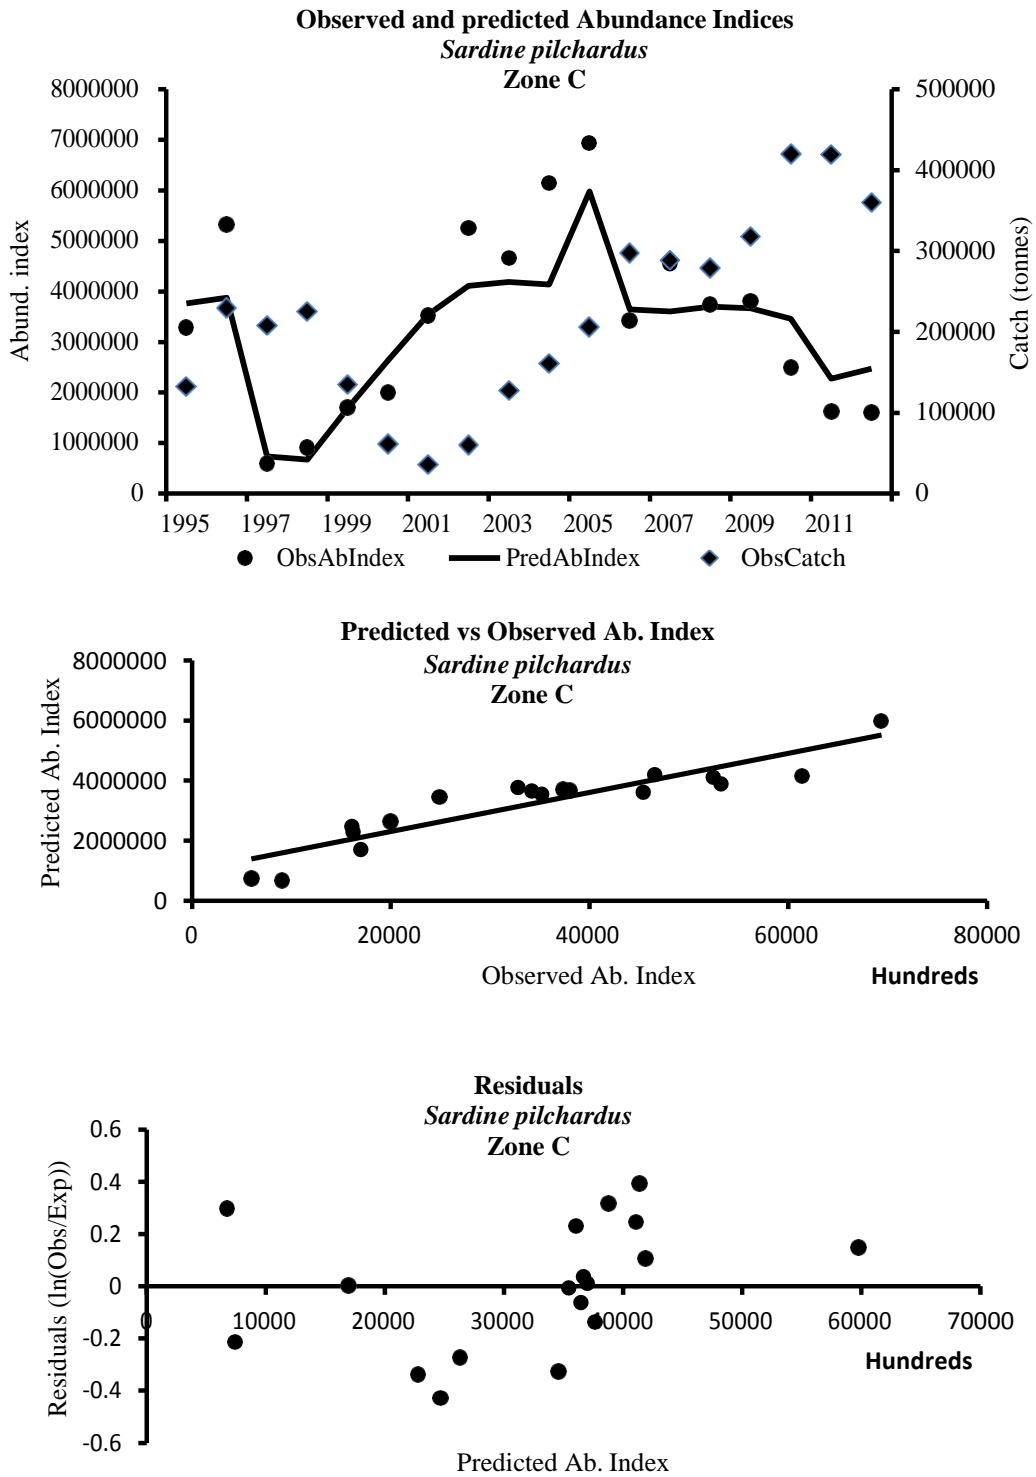 Observed and predicted Abundance Indices
Sardine pilchardus
Zone C
8000000
7000000
6000000
5000000
4000000
3000000
2000000
1000000
0
Abund. index
500000
400000
300000
200000
100000
0
Catch (tonnes)
1995 1997 1999 2001 2003 2005 2007 2009 2011
ObsAbIndex PredAbIndex ObsCatch
Predicted vs Observed Ab. Index
Sardine pilchardus
Zone C
8000000
6000000
4000000
2000000
0
Predicted Ab. Index
0 20000 40000 60000 80000
Observed Ab. Index Hundreds
Residuals
Sardine pilchardus
Zone C
0.6
0.4
0.2
0
-0.2
-0.4
-0.6
Residuals (ln(Obs/Exp))
0 10000 20000 30000 40000 50000 60000 70000
Hundreds
Predicted Ab. Index